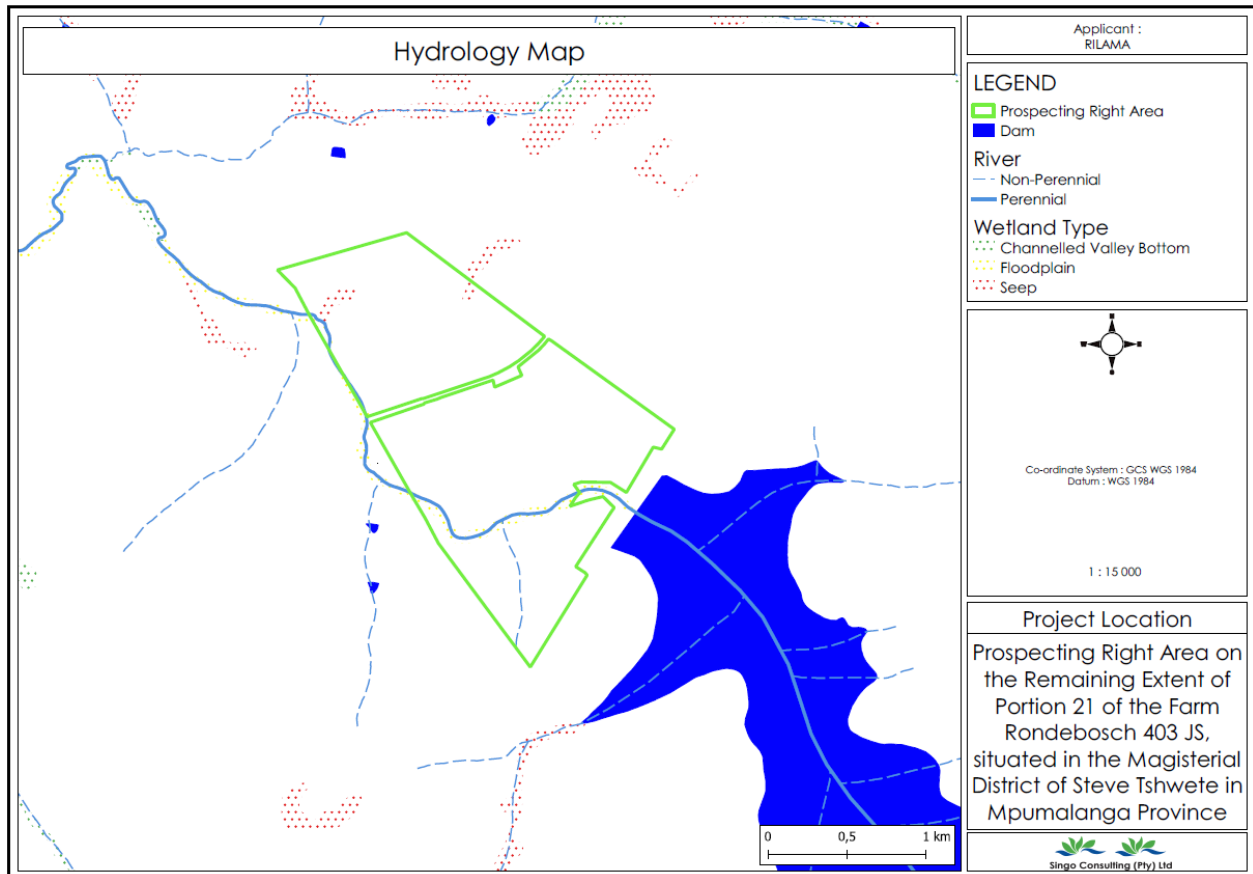 Hydrology Map
Applicant :
RILAMA
LEGEND
Prospecting Right Area
Dam
River
Non-Perennial
Perennial
Wetland Type
Channelled Valley Bottom
Floodplain
Seep
Co-ordinate System : GCS WGS 1984
Datum : WGS 1984
1 : 15 000
Project Location
Prospecting Right Area on
the Remaining Extent of
Portion 21 of the Farm
Rondebosch 403 JS,
situated in the Magisterial
District of Steve Tshwete in
Mpumalanga Province
0 0,5 1 km
Singo Consulting (Pty) Ltd